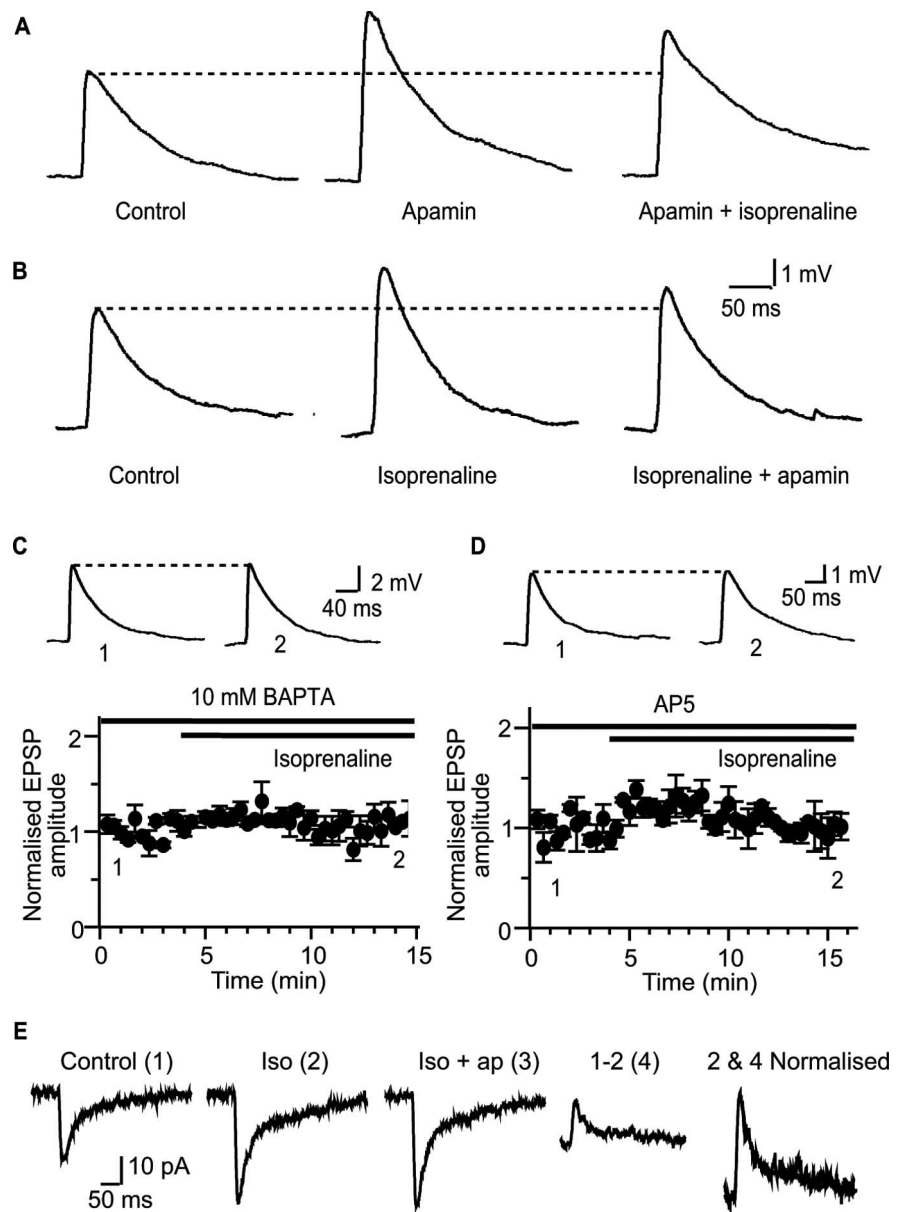 A
Control
Apamin
Apamin + isoprenaline
B
1 mV
50 ms
Control
Isoprenaline
Isoprenaline + apamin
C
2 mV
40 ms
1
2
10 mM BAPTA
Isoprenaline
Normalised EPSP
amplitude
2
1
0
1
2
0
5
10
15
Time (min)
D
1 mV
50 ms
1
2
AP5
Isoprenaline
Normalised EPSP
amplitude
2
1
0
1
2
0
5
10
15
Time (min)
E
Control (1)
Iso (2)
Iso + ap (3)
1-2 (4)
2 & 4 Normalised
10 pA
50 ms